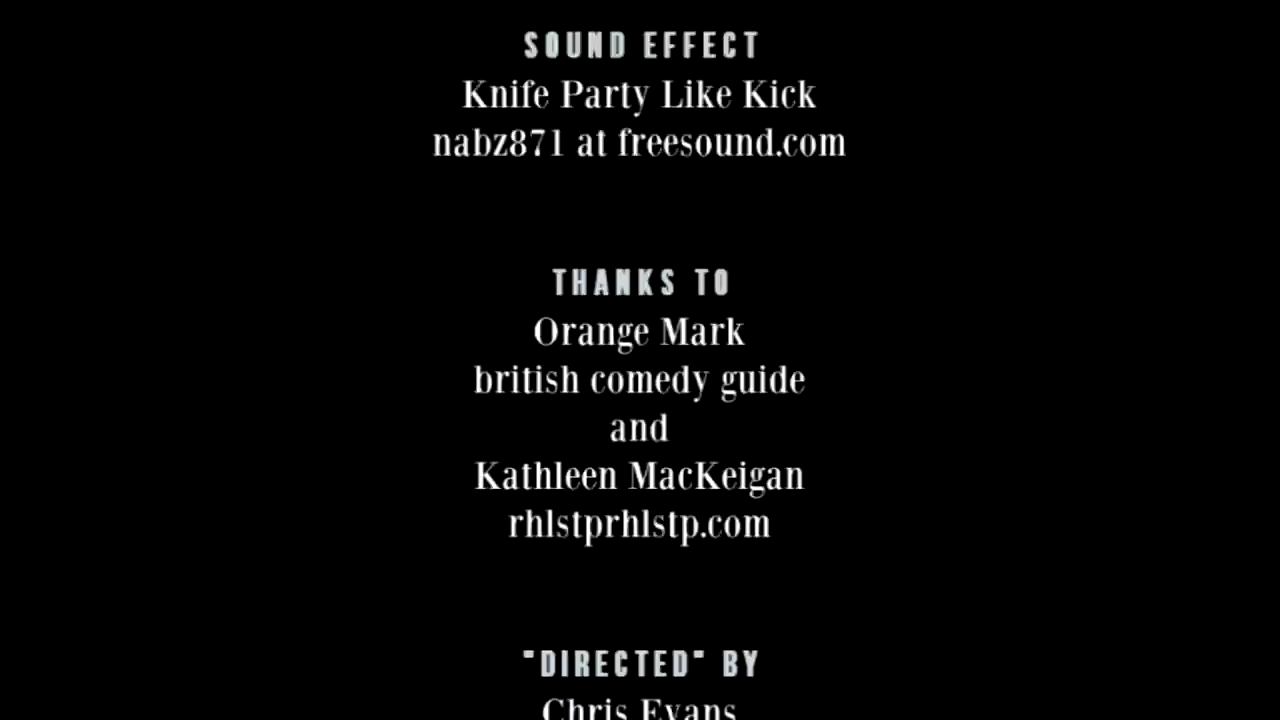 SOUND EFFECT
Knife Party Like Kick
nabz871 at freesound.com
THANKS TO
Orange Mark
british comedy guide
and
Kathleen MacKeigan
rhlstprhlstp.com
"DIRECTED" BY
Chris Evans